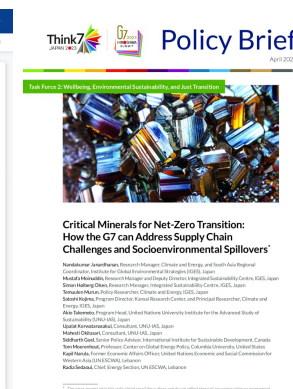 Think7
JAPAN 2023
G7
Policy Brief
April 202
Task Force 2: Wellbeing, Environmental Sustainability, and Just Transition
Critical Minerals for Net-Zero Transition:
How the G7 can Address Supply Chain
Challenges and Socioenvironmental Spillovers*
Nandakumar Janardhanan, Research Manager, Climate and Energy, and South Asia Regional
Coordinator, Institute for Global Environmental Strategies (IGES), Japan
Mustafa Moinuddin, Research Manager and Deputy Director, Integrated Sustainability Centre, IGES, Japan
Simon Høiberg Olsen, Research Manager, Integrated Sustainability Centre, IGES, Japan
Temuulen Murun, Policy Researcher, Climate and Energy, IGES, Japan
Satoshi Kojima, Program Director, Kansai Research Center, and Principal Researcher, Climate and
Energy, IGES, Japan
Akio Takemoto, Program Head, United Nations University Institute for the Advanced Study of
Sustainability (UNU-IAS), Japan
Upalat Korwatanasakul, Consultant, UNU-IAS, Japan
Mahesti Okitasari, Consultant, UNU-IAS, Japan
Siddharth Goel, Senior Policy Advisor, International Institute for Sustainable Development, Canada
Tom Moerenhout, Professor, Center on Global Energy Policy, Columbia University, United States
Kapil Narula, Former Economic Affairs Officer, United Nations Economic and Social Commission for
Western Asia (UN ESCWA), Lebanon
Radia Sedaoui, Chief, Energy Section, UN ESCWA, Lebanon